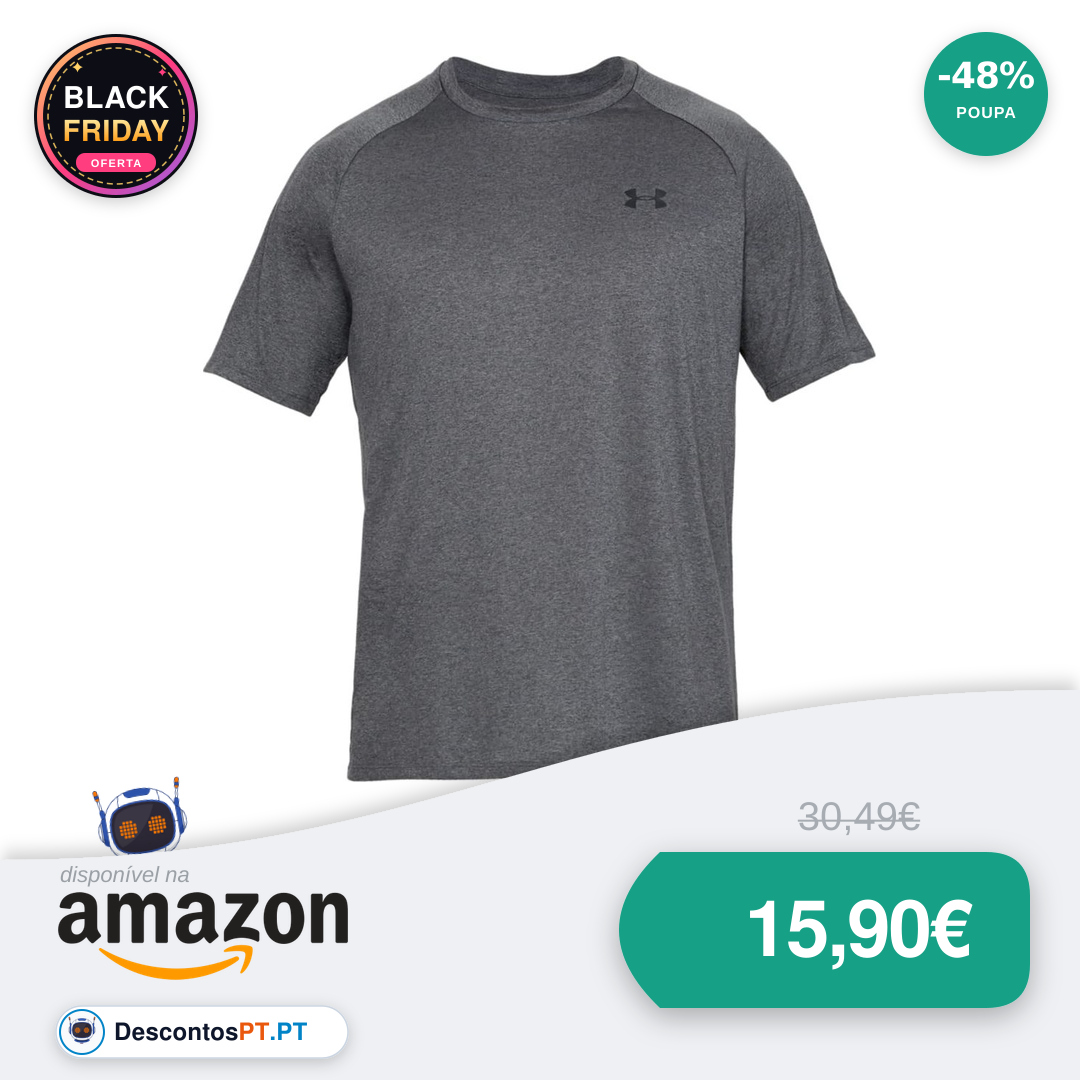 BLACK
FRIDAY
OFERTA
-48%
POUPA
30,49€
15,90€
disponível na
amazon
DescontosPT.PT